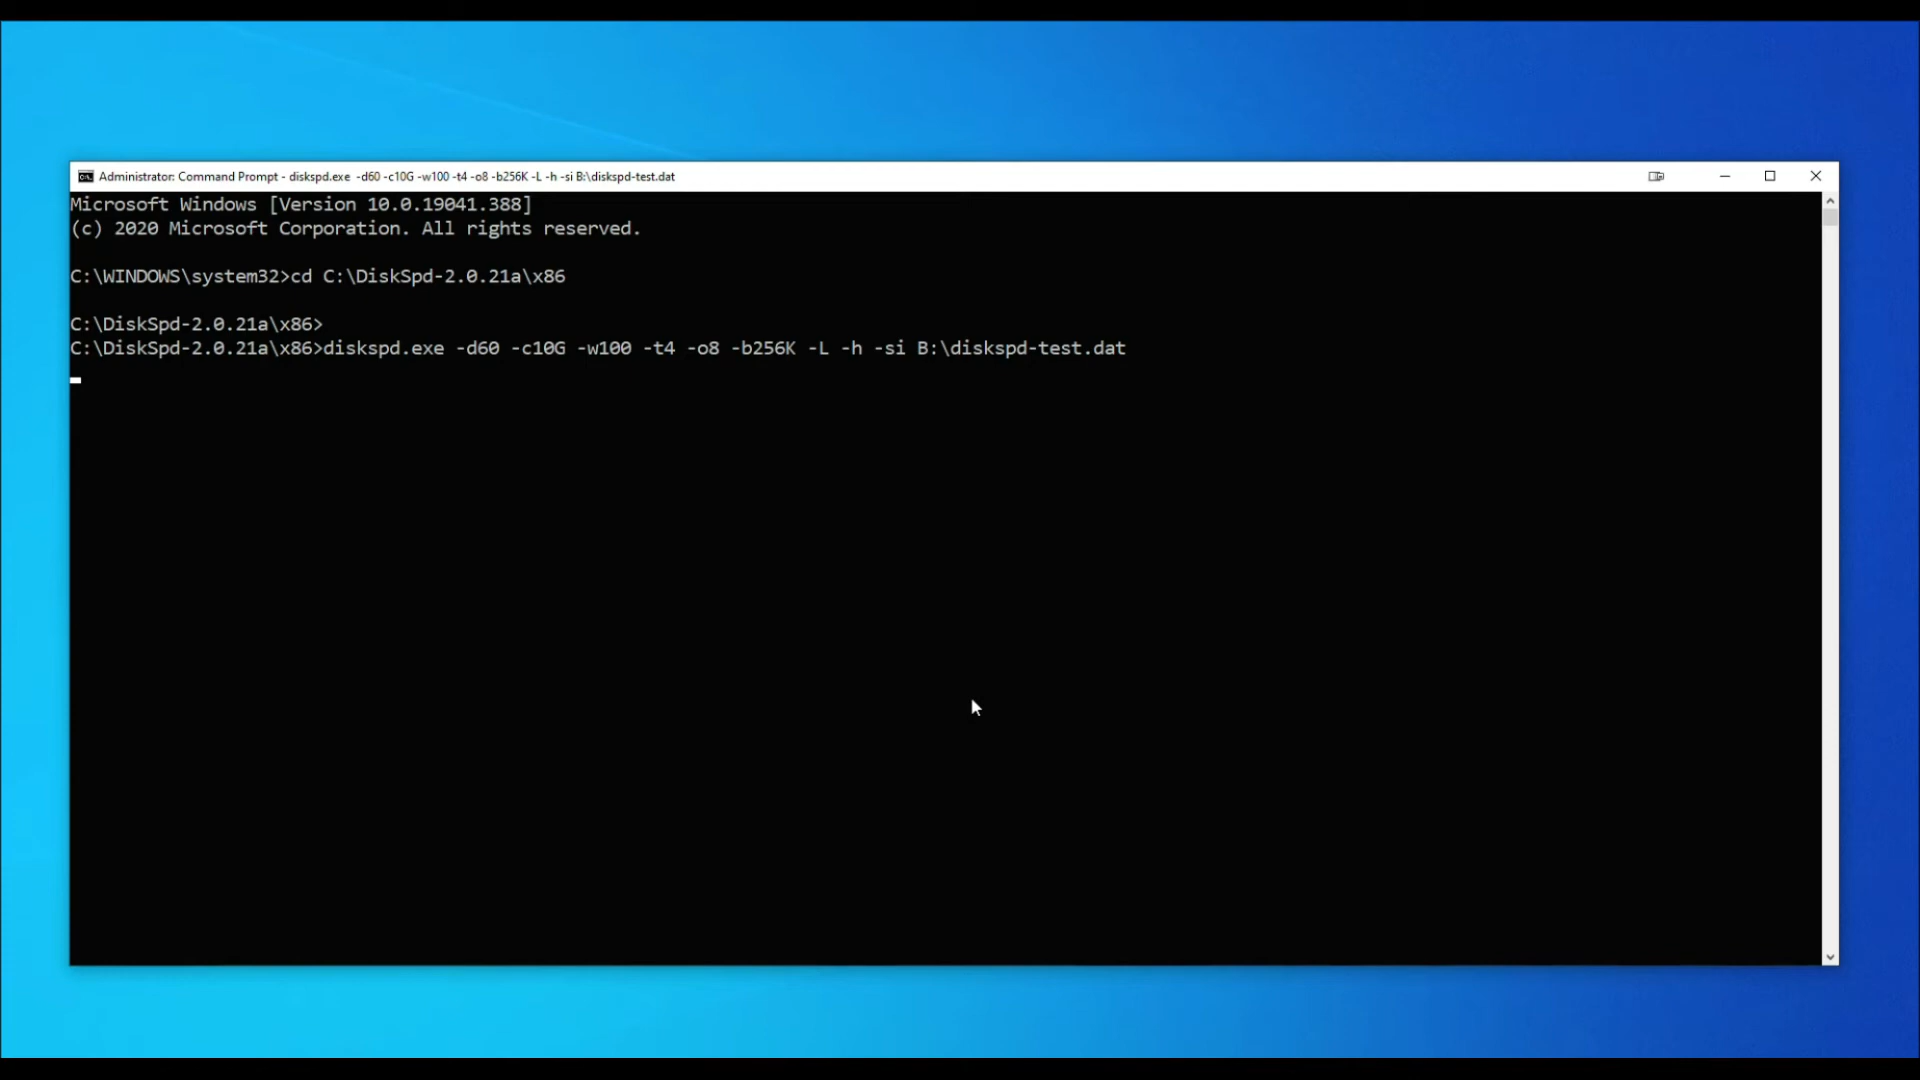 Administrator: Command Prompt - diskspd.exe  -d60 -c10G -w100 -t4 -o8 -b256K -L -h -si B:\diskspd-test.dat
Microsoft Windows [Version 10.0.19041.388]
(c) 2020 Microsoft Corporation. All rights reserved.
C:\WINDOWS\system32>cd C:\DiskSpd-2.0.21a\x86
C:\DiskSpd-2.0.21a\x86>
C:\DiskSpd-2.0.21a\x86>diskspd.exe -d60 -c10G -w100 -t4 -o8 -b256K -L -h -si B:\diskspd-test.dat